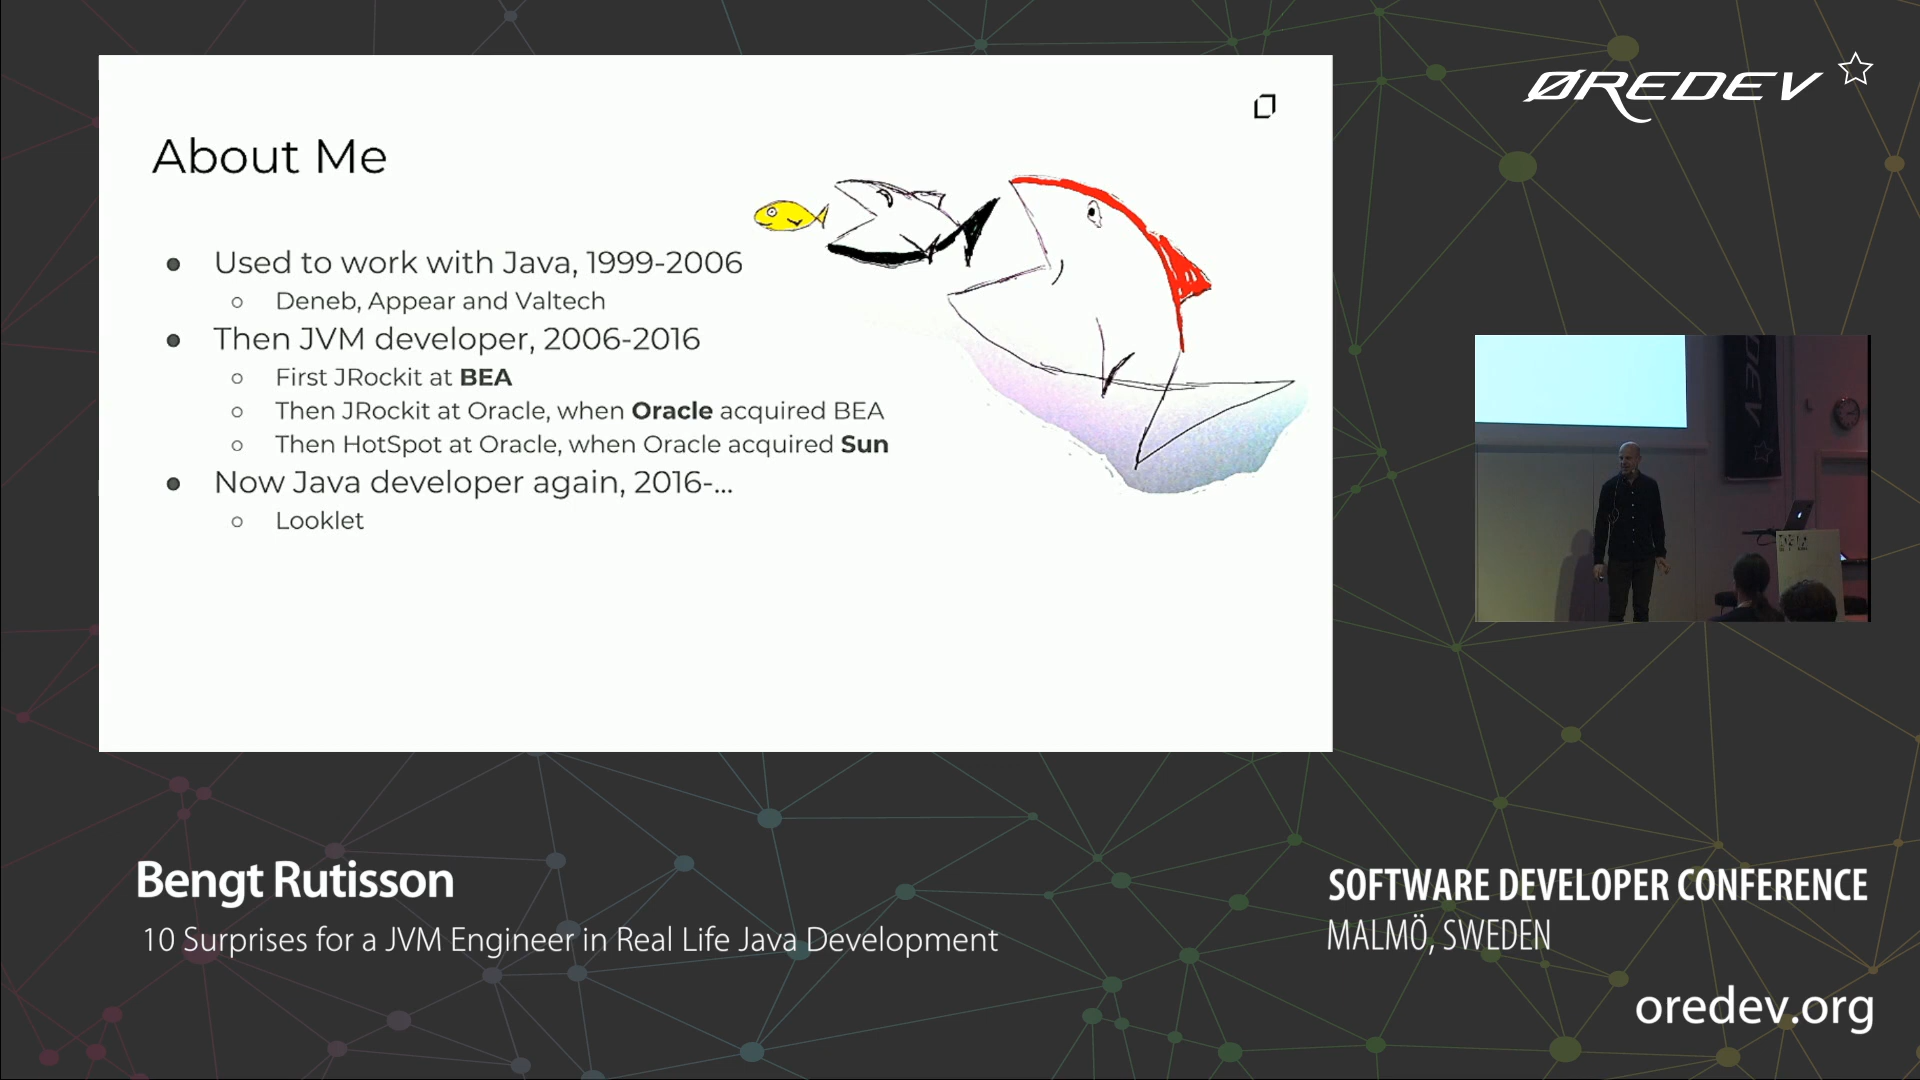 About Me
● Used to work with Java, 1999-2006
○ Deneb, Appear and Valtech
● Then JVM developer, 2006-2016
○ First JRockit at BEA
○ Then JRockit at Oracle, when Oracle acquired BEA
○ Then HotSpot at Oracle, when Oracle acquired Sun
● Now Java developer again, 2016-...
○ Looklet
ØREDEV
Bengt Rutisson
10 Surprises for a JVM Engineer in Real Life Java Development
SOFTWARE DEVELOPER CONFERENCE
MALMÖ, SWEDEN
oredev.org